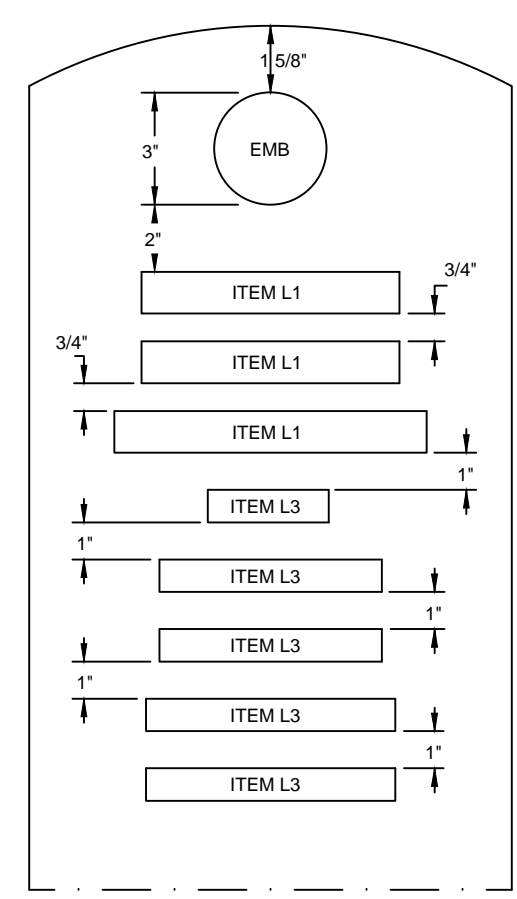 1 5/8"
3"
EMB
2"
ITEM L1
3/4"
ITEM L1
3/4"
ITEM L1
1"
ITEM L3
1"
ITEM L3
1"
ITEM L3
1"
ITEM L3
1"
ITEM L3